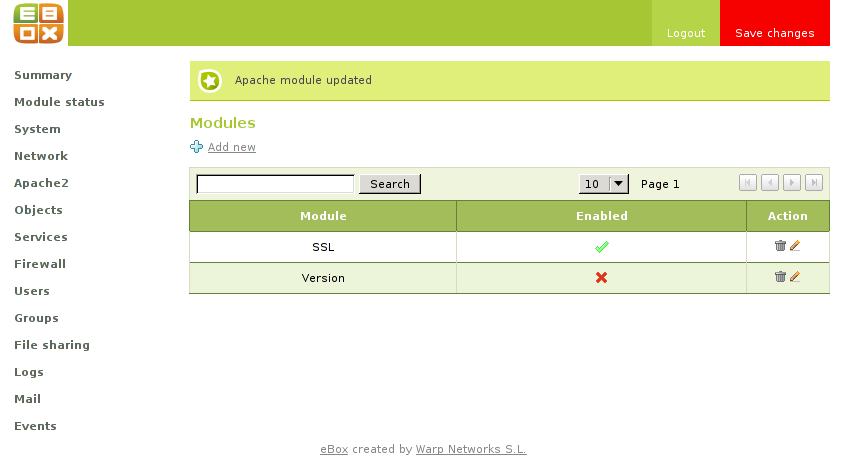 EBOX
Logout
Save changes
Summary
Module status
System
Network
Apache2
Objects
Services
Firewall
Users
Groups
File sharing
Logs
Mail
Events
Apache module updated
Modules
Add new
Search 10 Page 1
Module Enabled Action
SSL
Version
eBox created by Warp Networks S.L.